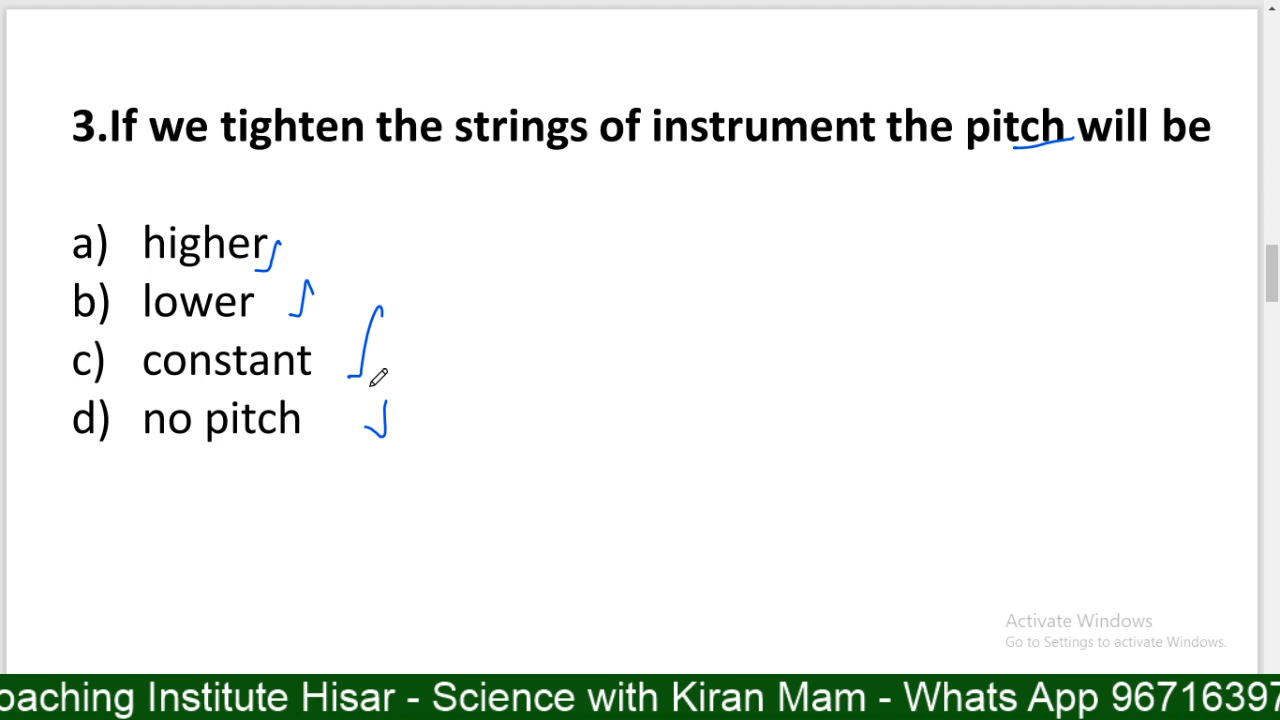 3.If we tighten the strings of instrument the pitch will be
a) higher
b) lower
c) constant
d) no pitch
Activate Windows
Go to Settings to activate Windows.
oaching Institute Hisar - Science with Kiran Mam - Whats App 96716397